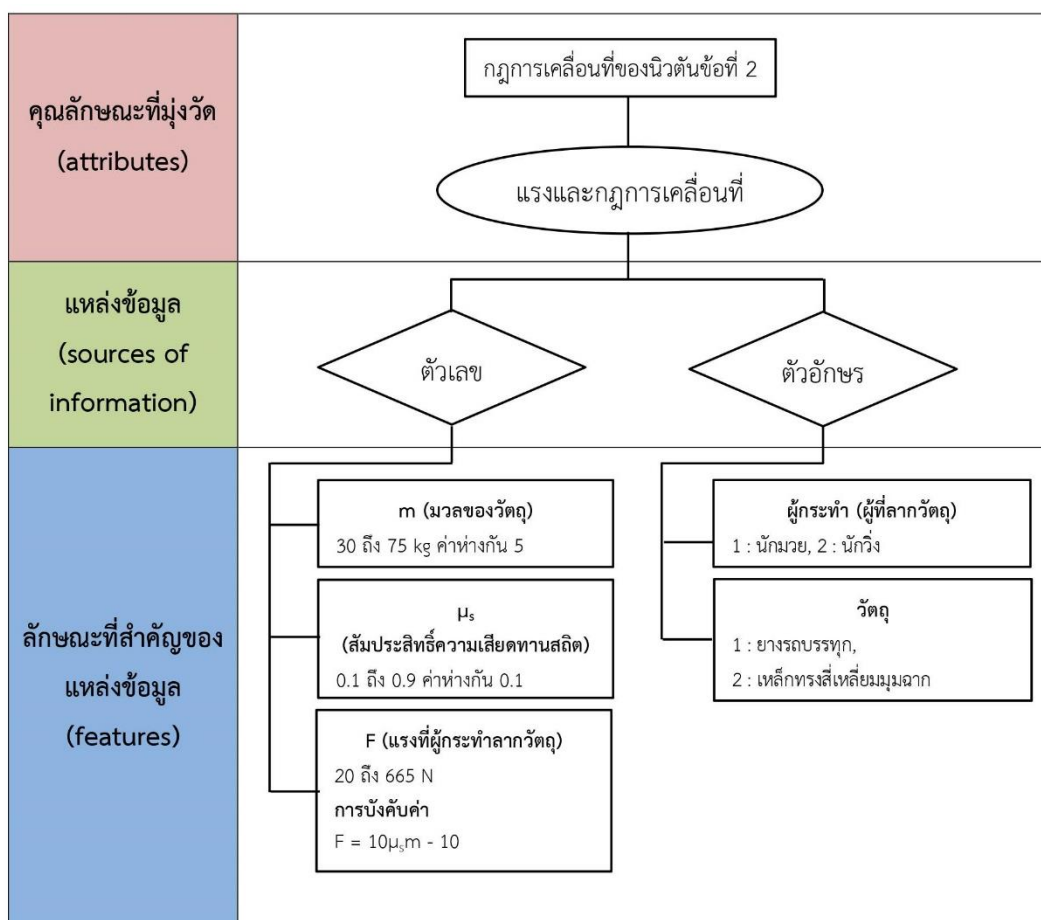 คุณลักษณะที่มุ่งวัด
(attributes)
กฎการเคลื่อนที่ของนิวตันข้อที่ 2
แรงและกฎการเคลื่อนที่
แหล่งข้อมูล
(sources of
information)
ตัวเลข
ตัวอักษร
ลักษณะที่สำคัญของ
แหล่งข้อมูล
(features)
m (มวลของวัตถุ)
30 ถึง 75 kg ค่าห่างกัน 5
μₛ
(สัมประสิทธิ์ความเสียดทานสถิต)
0.1 ถึง 0.9 ค่าห่างกัน 0.1
F (แรงที่ผู้กระทำลากวัตถุ)
20 ถึง 665 N
การบังคับค่า
F = 10μₛm - 10
ผู้กระทำ (ผู้ที่ลากวัตถุ)
1 : นักมวย, 2 : นักวิ่ง
วัตถุ
1 : ยางรถบรรทุก,
2 : เหล็กทรงสี่เหลี่ยมมุมฉาก